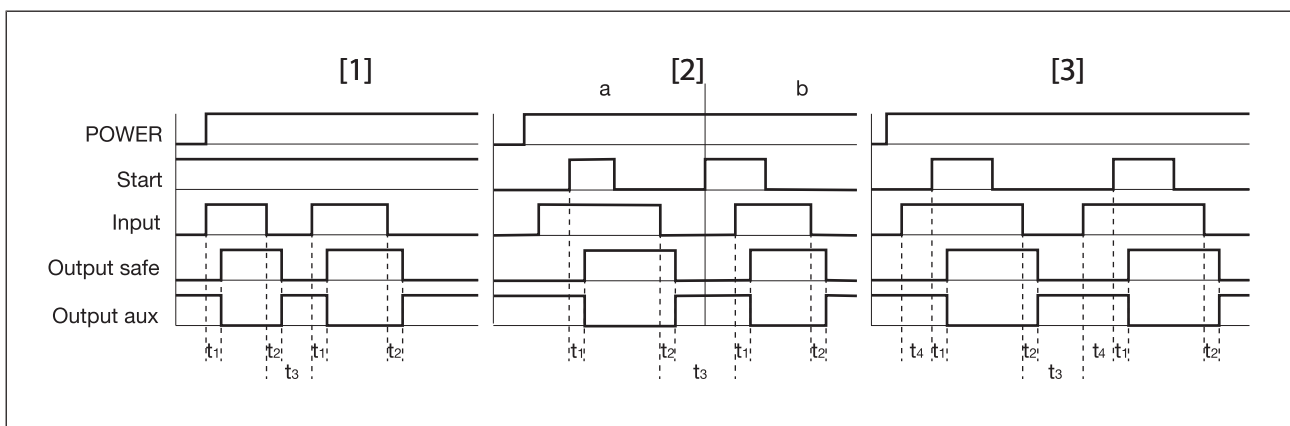 [1] [2] [3]
a b
POWER
Start
Input
Output safe
Output aux
t1 t2 t1 t2 t1 t2 t1 t2 t4 t1 t2 t4 t1 t2
t3 t3 t3